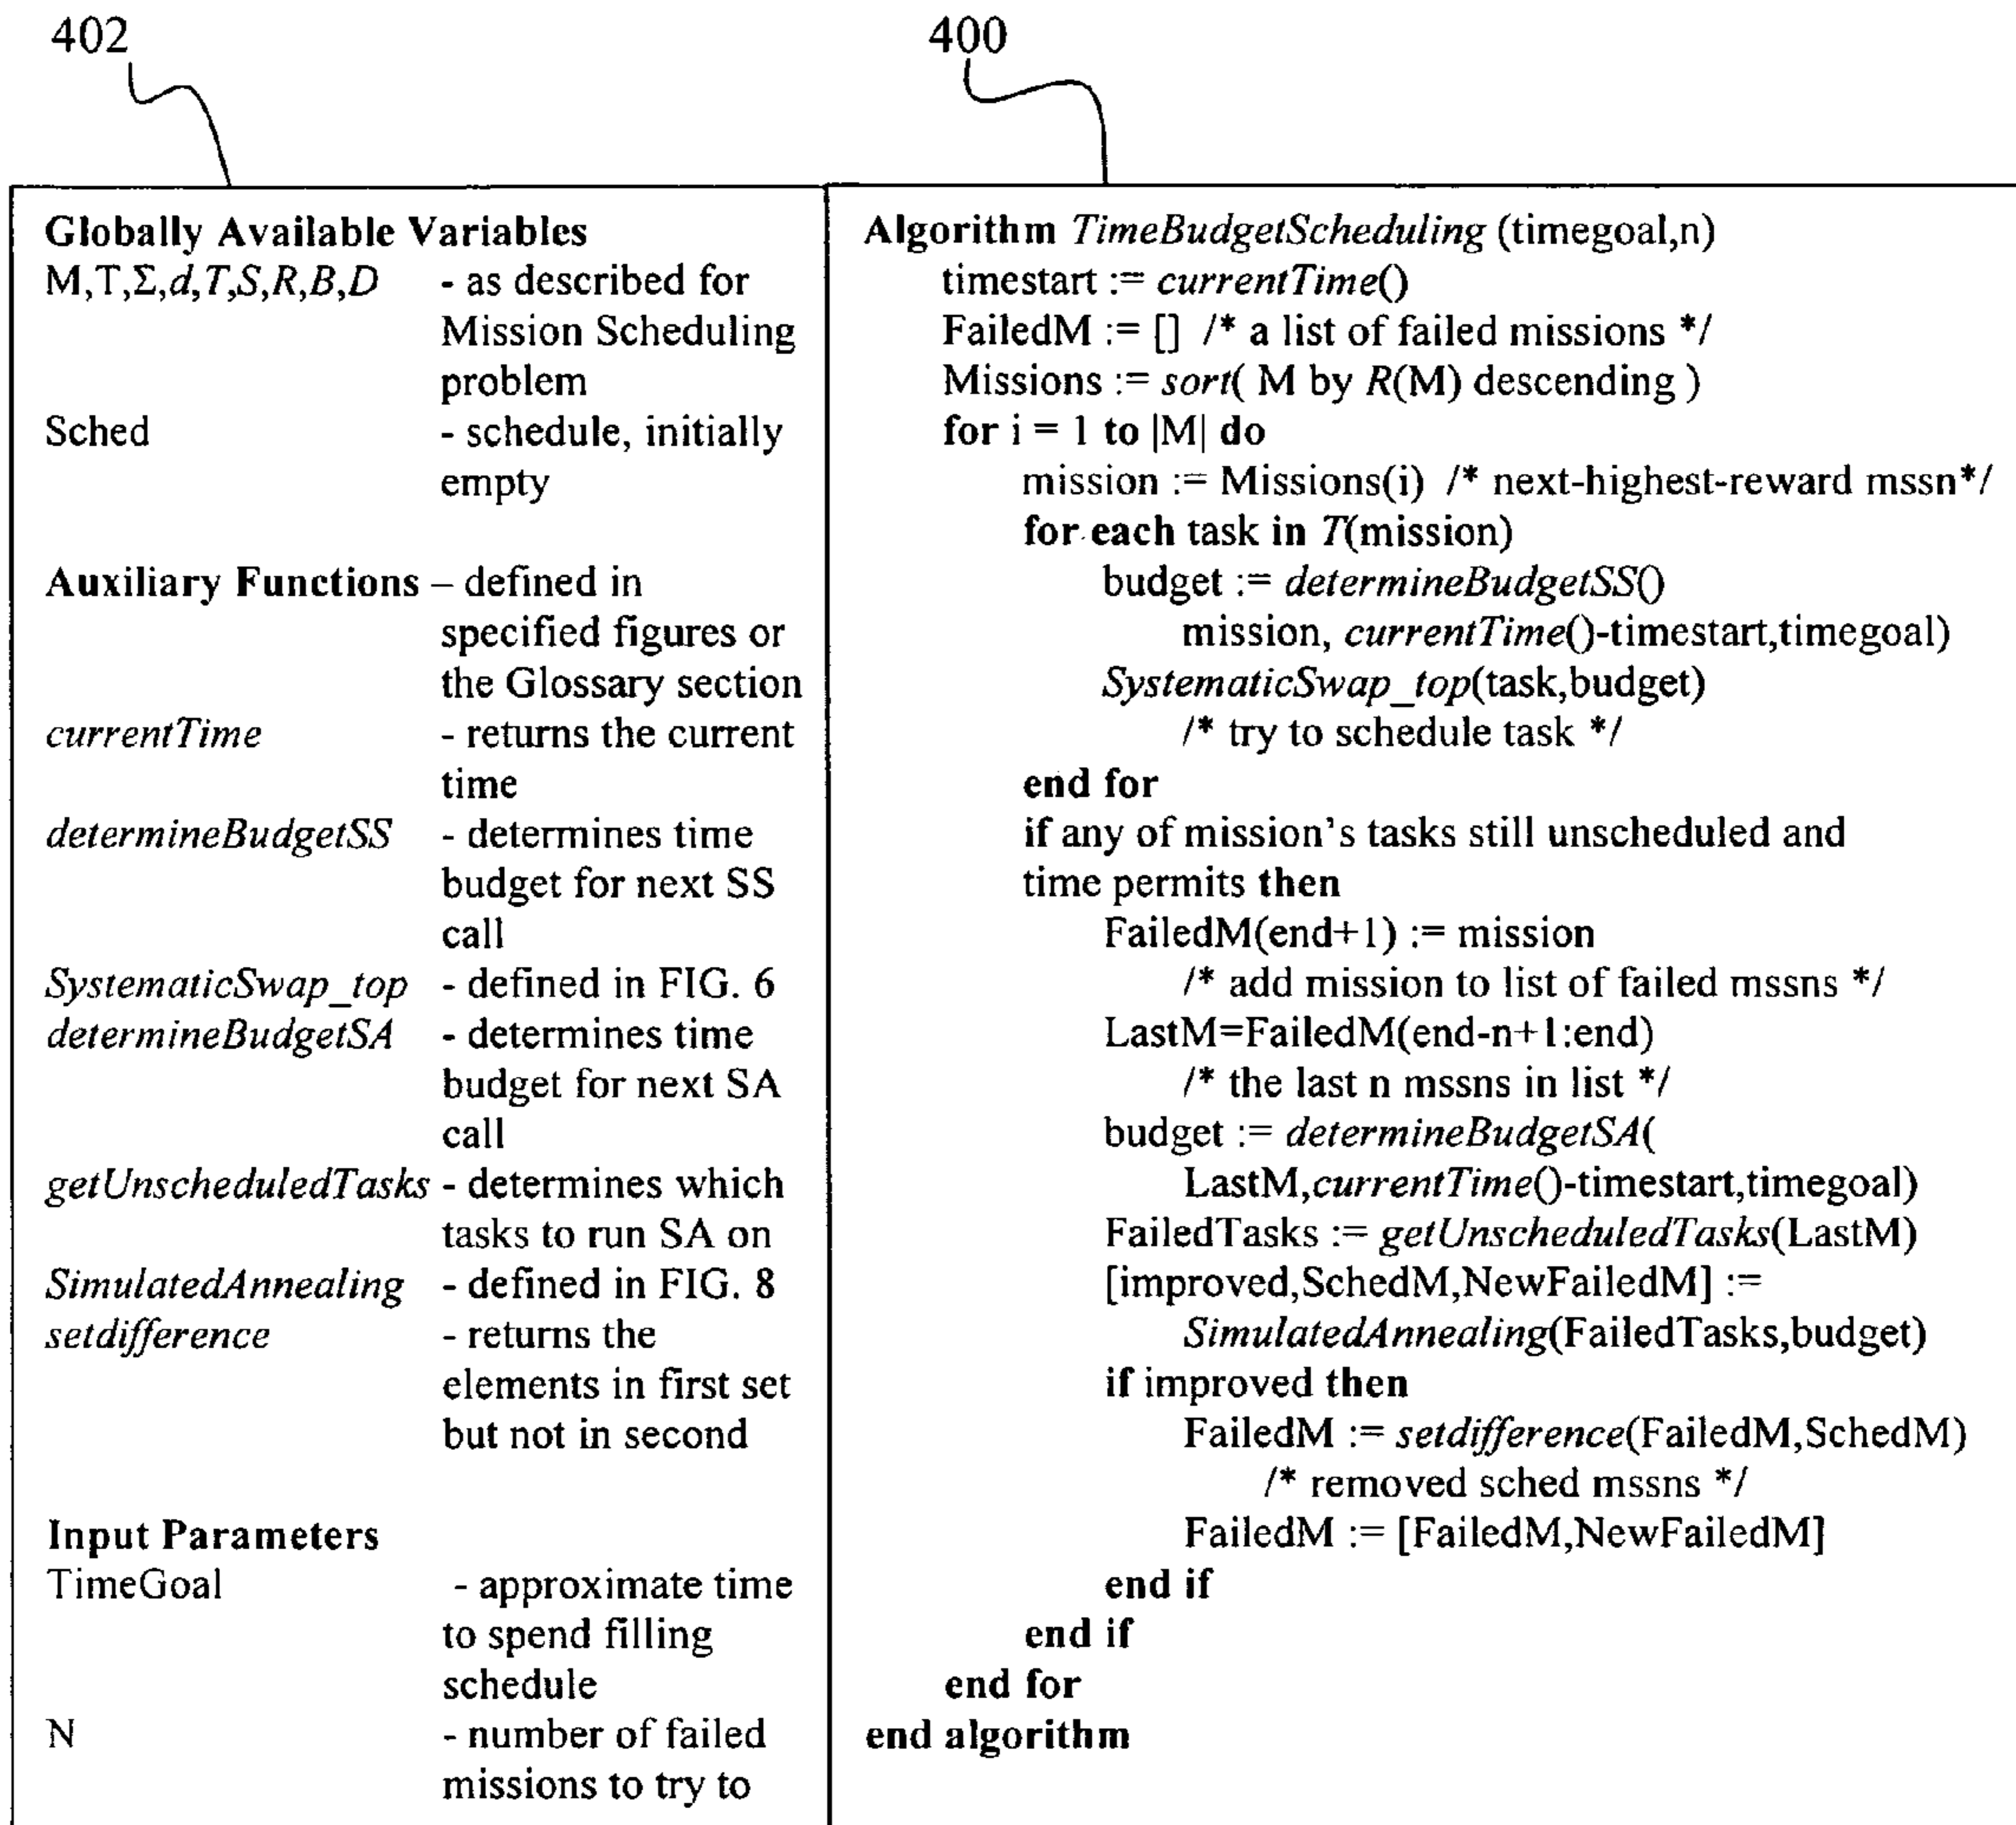 402
400
Globally Available Variables
M,T,Σ,d,T,S,R,B,D - as described for
Mission Scheduling
problem
Sched - schedule, initially
empty
Auxiliary Functions – defined in
specified figures or
the Glossary section
currentTime - returns the current
time
determineBudgetSS - determines time
budget for next SS
call
SystematicSwap_top - defined in FIG. 6
determineBudgetSA - determines time
budget for next SA
call
getUnscheduledTasks - determines which
tasks to run SA on
SimulatedAnnealing - defined in FIG. 8
setdifference - returns the
elements in first set
but not in second
Input Parameters
TimeGoal - approximate time
to spend filling
schedule
N - number of failed
missions to try to
Algorithm TimeBudgetScheduling (timegoal,n)
timestart := currentTime()
FailedM := [] /* a list of failed missions */
Missions := sort( M by R(M) descending )
for i = 1 to |M| do
mission := Missions(i) /* next-highest-reward mssn*/
for each task in T(mission)
budget := determineBudgetSS()
mission, currentTime()-timestart,timegoal)
SystematicSwap_top(task,budget)
/* try to schedule task */
end for
if any of mission's tasks still unscheduled and
time permits then
FailedM(end+1) := mission
/* add mission to list of failed mssns */
LastM=FailedM(end-n+1:end)
/* the last n mssns in list */
budget := determineBudgetSA(
LastM,currentTime()-timestart,timegoal)
FailedTasks := getUnscheduledTasks(LastM)
[improved,SchedM,NewFailedM] :=
SimulatedAnnealing(FailedTasks,budget)
if improved then
FailedM := setdifference(FailedM,SchedM)
/* removed sched mssns */
FailedM := [FailedM,NewFailedM]
end if
end if
end for
end algorithm